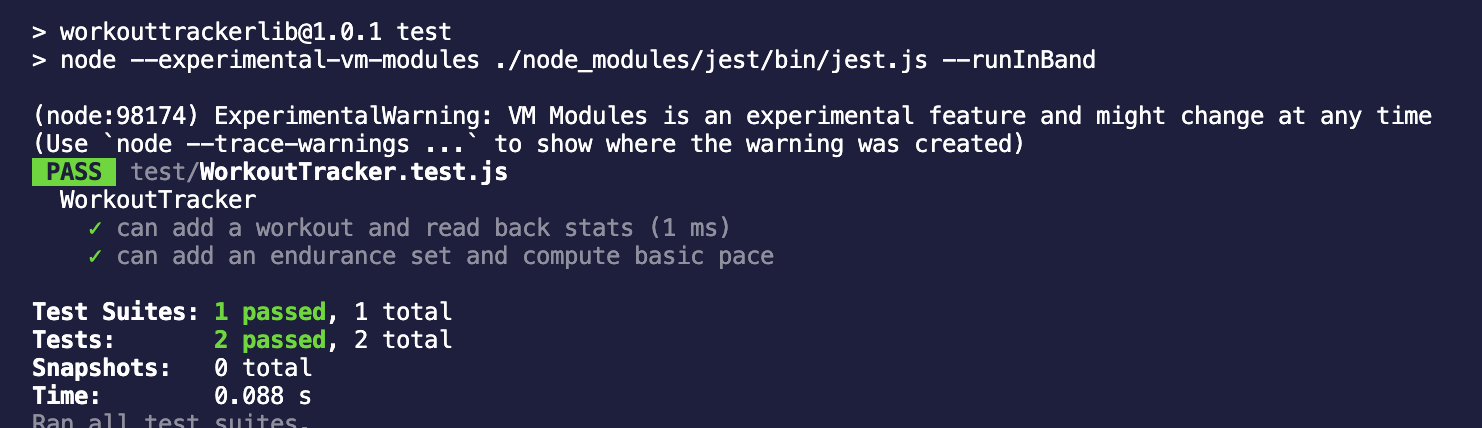 > workouttrackerlib@1.0.1 test
> node --experimental-vm-modules ./node_modules/jest/bin/jest.js --runInBand
(node:98174) ExperimentalWarning: VM Modules is an experimental feature and might change at any time
(Use `node --trace-warnings ...` to show where the warning was created)
PASS test/WorkoutTracker.test.js
WorkoutTracker
✓ can add a workout and read back stats (1 ms)
✓ can add an endurance set and compute basic pace
Test Suites: 1 passed, 1 total
Tests: 2 passed, 2 total
Snapshots: 0 total
Time: 0.088 s
Ran all test suites.